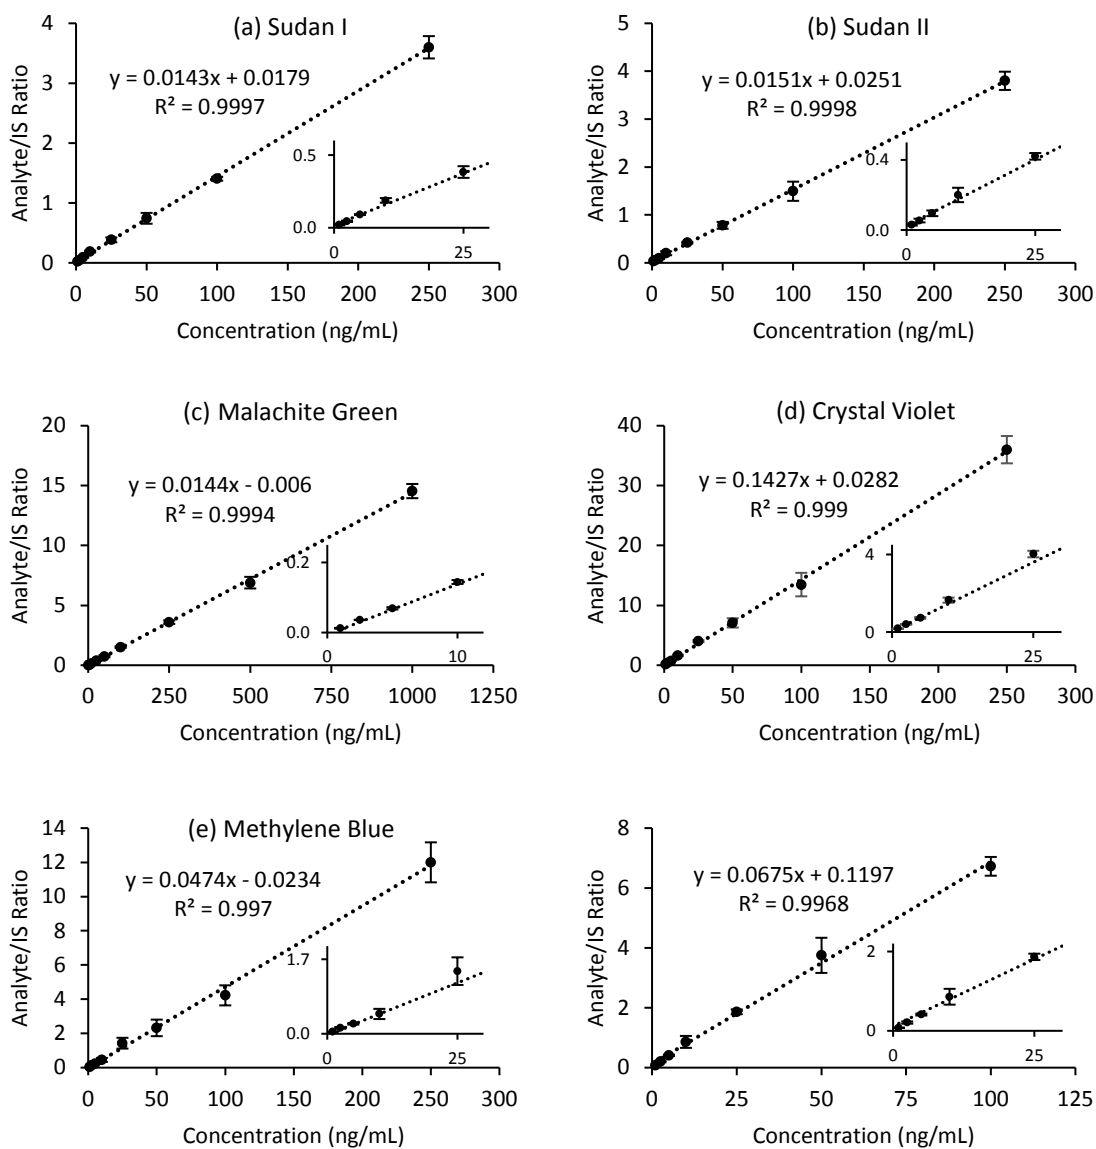 (a) Sudan I
y = 0.0143x + 0.0179
R² = 0.9997
Analyte/IS Ratio
4
3
2
1
0
0.5
0.0
0 25
0 50 100 150 200 250 300
Concentration (ng/mL)
(b) Sudan II
y = 0.0151x + 0.0251
R² = 0.9998
Analyte/IS Ratio
5
4
3
2
1
0
0.4
0.0
0 25
0 50 100 150 200 250 300
Concentration (ng/mL)
(c) Malachite Green
y = 0.0144x - 0.006
R² = 0.9994
Analyte/IS Ratio
20
15
10
5
0
0.2
0.0
0 10
0 250 500 750 1000 1250
Concentration (ng/mL)
(d) Crystal Violet
y = 0.1427x + 0.0282
R² = 0.999
Analyte/IS Ratio
40
30
20
10
0
4
0
0 25
0 50 100 150 200 250 300
Concentration (ng/mL)
(e) Methylene Blue
y = 0.0474x - 0.0234
R² = 0.997
Analyte/IS Ratio
14
12
10
8
6
4
2
0
1.7
0.0
0 25
0 50 100 150 200 250 300
Concentration (ng/mL)
y = 0.0675x + 0.1197
R² = 0.9968
Analyte/IS Ratio
8
6
4
2
0
2
0
0 25
0 25 50 75 100 125
Concentration (ng/mL)